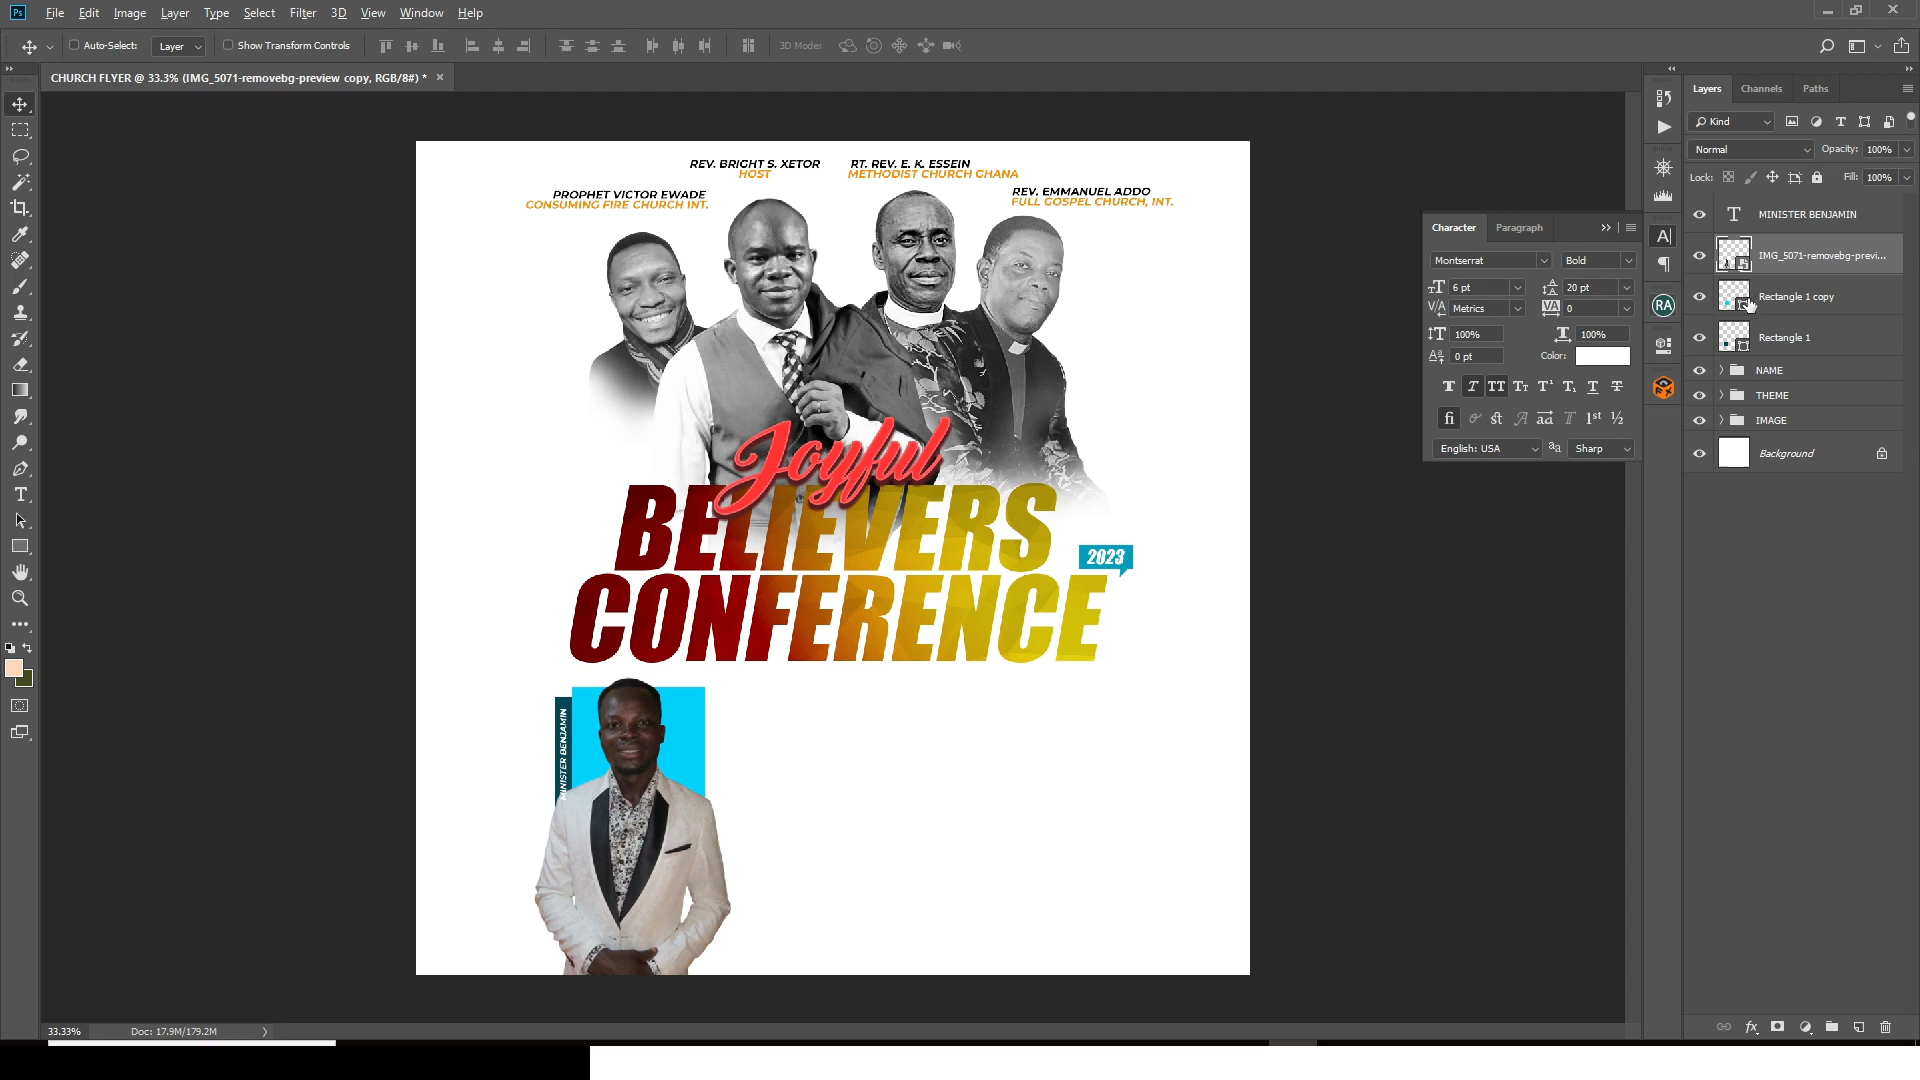 Ps File Edit Image Layer Type Select Filter 3D View Window Help
Auto-Select: Layer Show Transform Controls 3D Mode:
CHURCH FLYER @ 33.3% (IMG_5071-removebg-preview copy, RGB/8#) * ×
REV. BRIGHT S. XETOR
HOST
RT. REV. E. K. ESSEIN
METHODIST CHURCH GHANA
PROPHET VICTOR EWADE
CONSUMING FIRE CHURCH INT.
REV. EMMANUEL ADDO
FULL GOSPEL CHURCH, INT.
Joyful
BELIEVERS
2023
CONFERENCE
MINISTER BENJAMIN
Character Paragraph
Montserrat Bold
6 pt 20 pt
Metrics 0
100% 100%
0 pt Color:
English: USA Sharp
RA
Layers Channels Paths
Kind
Normal Opacity: 100%
Lock: Fill: 100%
MINISTER BENJAMIN
IMG_5071-removebg-previ...
Rectangle 1 copy
Rectangle 1
NAME
THEME
IMAGE
Background
33.33% Doc: 17.9M/179.2M